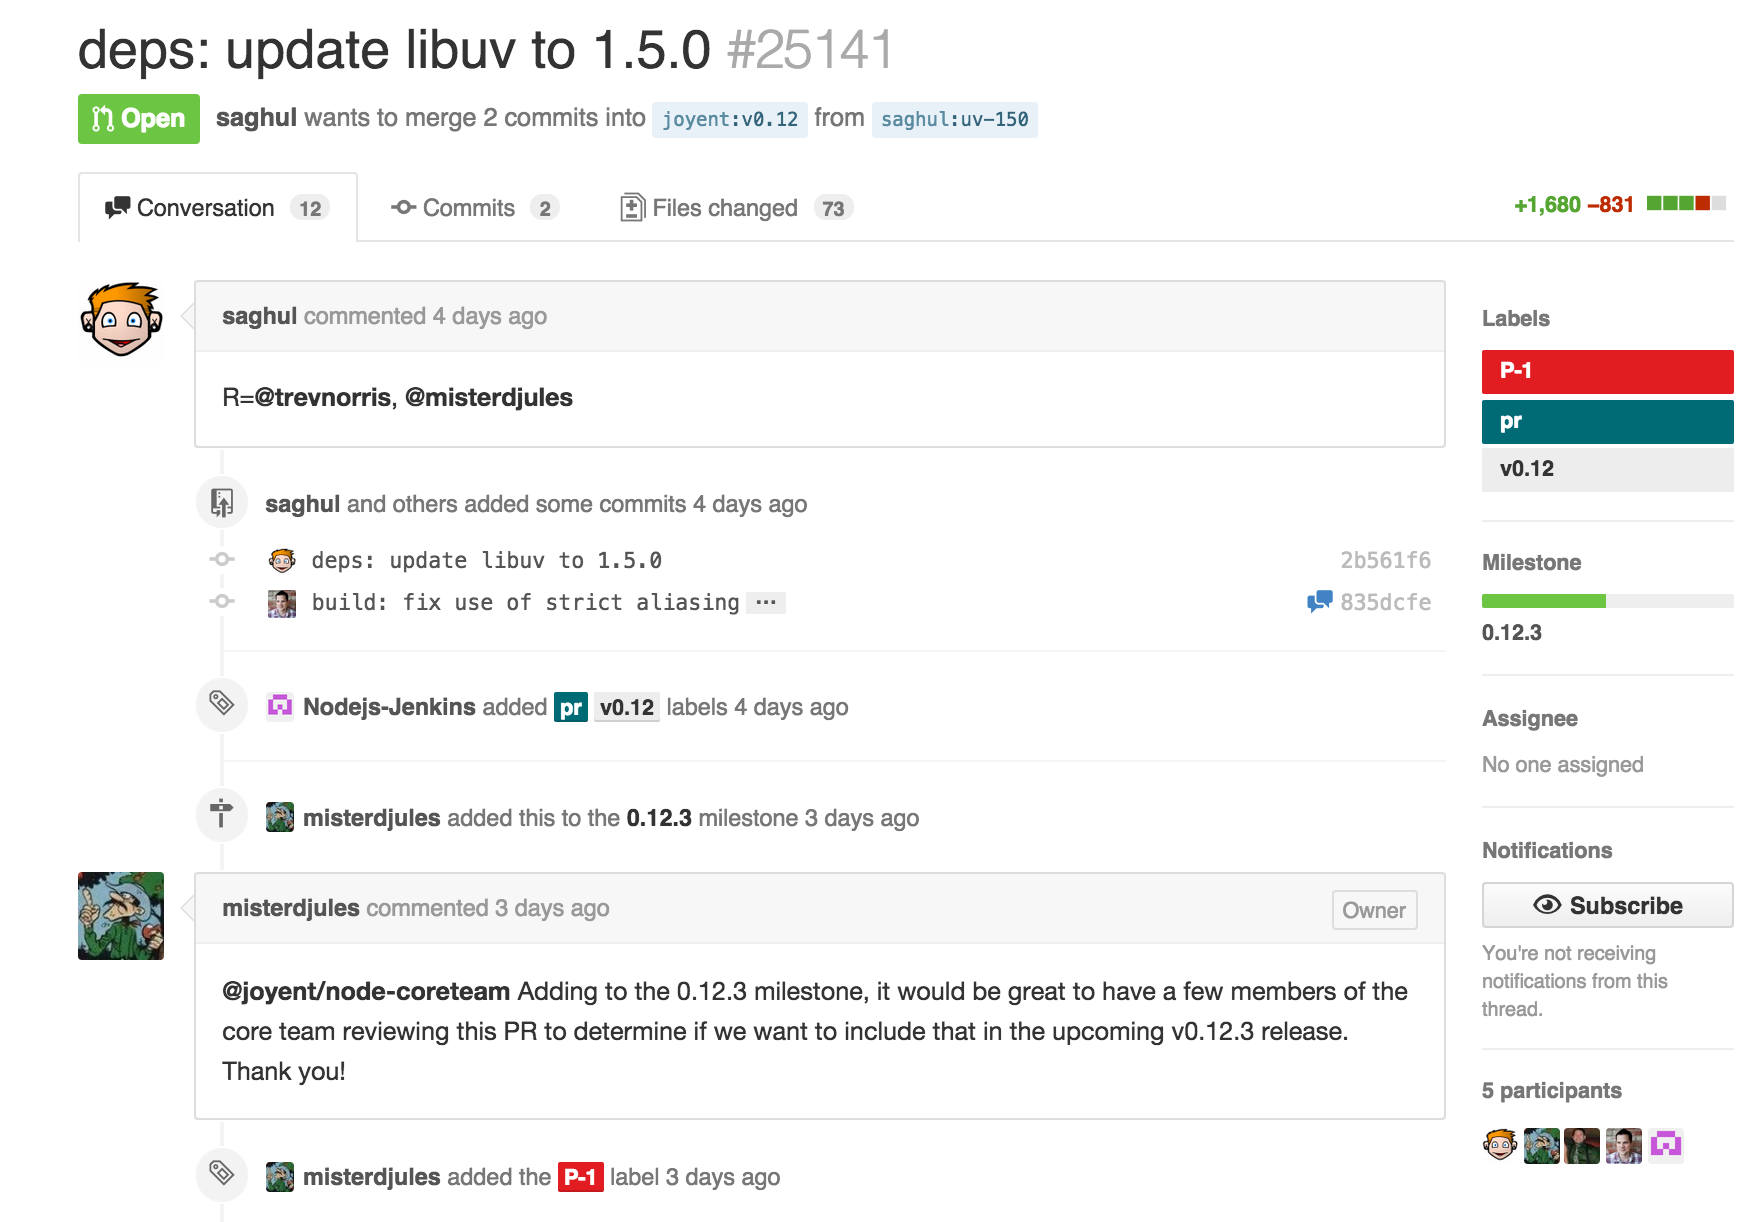 deps: update libuv to 1.5.0 #25141
Open saghul wants to merge 2 commits into joyent:v0.12 from saghul:uv-150
Conversation 12 Commits 2 Files changed 73 +1,680 −831
saghul commented 4 days ago
R=@trevnorris, @misterdjules
saghul and others added some commits 4 days ago
deps: update libuv to 1.5.0 2b561f6
build: fix use of strict aliasing ... 835dcfe
Nodejs-Jenkins added pr v0.12 labels 4 days ago
misterdjules added this to the 0.12.3 milestone 3 days ago
misterdjules commented 3 days ago Owner
@joyent/node-coreteam Adding to the 0.12.3 milestone, it would be great to have a few members of the
core team reviewing this PR to determine if we want to include that in the upcoming v0.12.3 release.
Thank you!
misterdjules added the P-1 label 3 days ago
Labels
P-1
pr
v0.12
Milestone
0.12.3
Assignee
No one assigned
Notifications
Subscribe
You're not receiving
notifications from this
thread.
5 participants